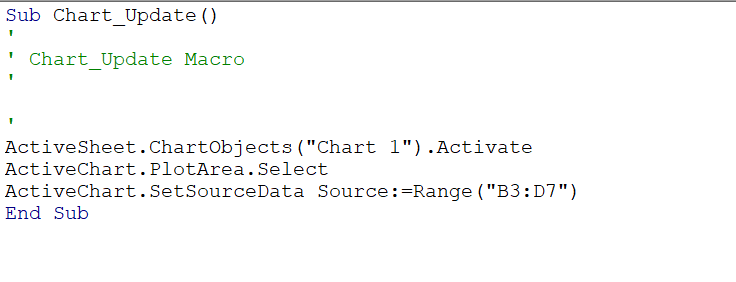 Sub Chart_Update()
'
' Chart_Update Macro
'
'
ActiveSheet.ChartObjects("Chart 1").Activate
ActiveChart.PlotArea.Select
ActiveChart.SetSourceData Source:=Range("B3:D7")
End Sub